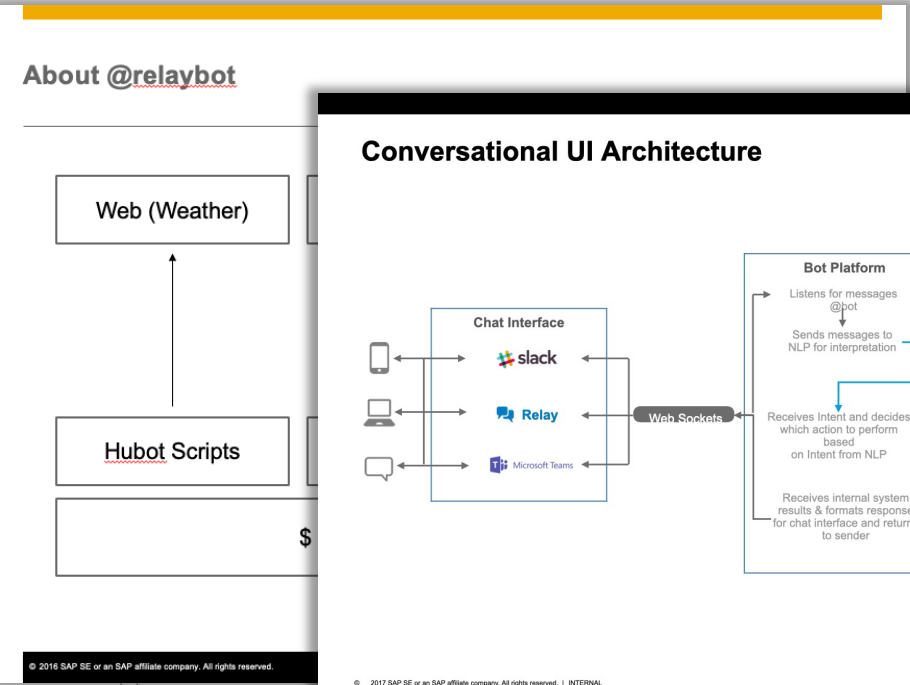 About @relaybot
Web (Weather)
Hubot Scripts
$
© 2016 SAP SE or an SAP affiliate company. All rights reserved.
Conversational UI Architecture
Chat Interface
slack
Relay
Microsoft Teams
Web Sockets
Bot Platform
Listens for messages
@bot
Sends messages to
NLP for interpretation
Receives Intent and decides
which action to perform
based
on Intent from NLP
Receives internal system
results & formats response
for chat interface and return
to sender
© 2017 SAP SE or an SAP affiliate company. All rights reserved. | INTERNAL